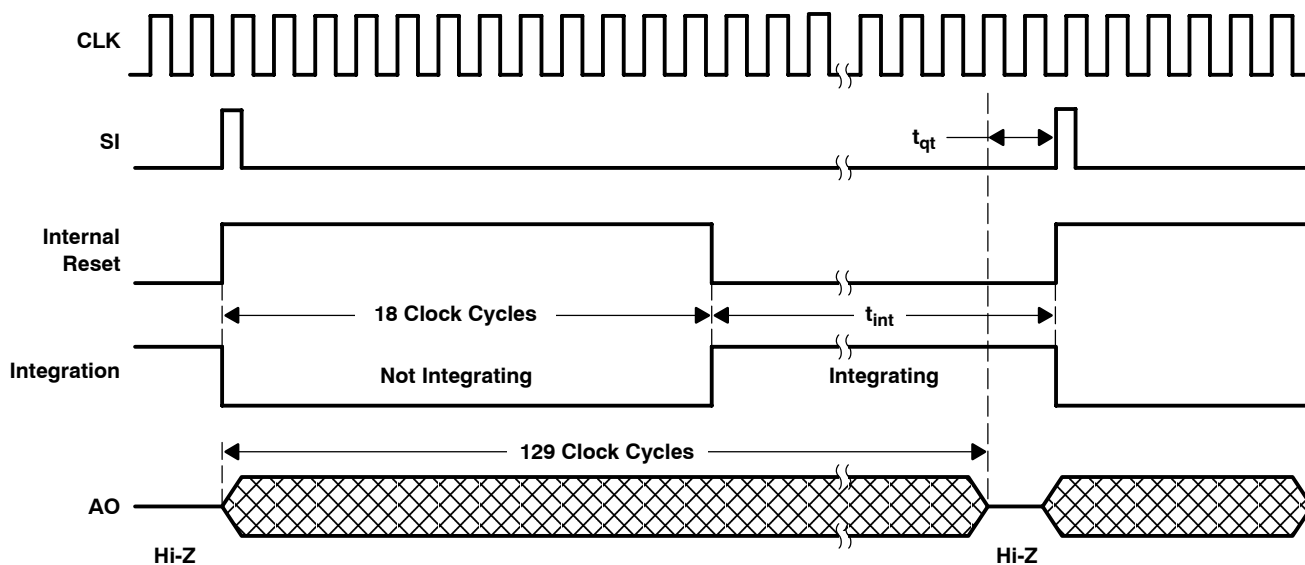 CLK
SI
t_qt
Internal
Reset
18 Clock Cycles
t_int
Integration
Not Integrating
Integrating
129 Clock Cycles
AO
Hi-Z
Hi-Z